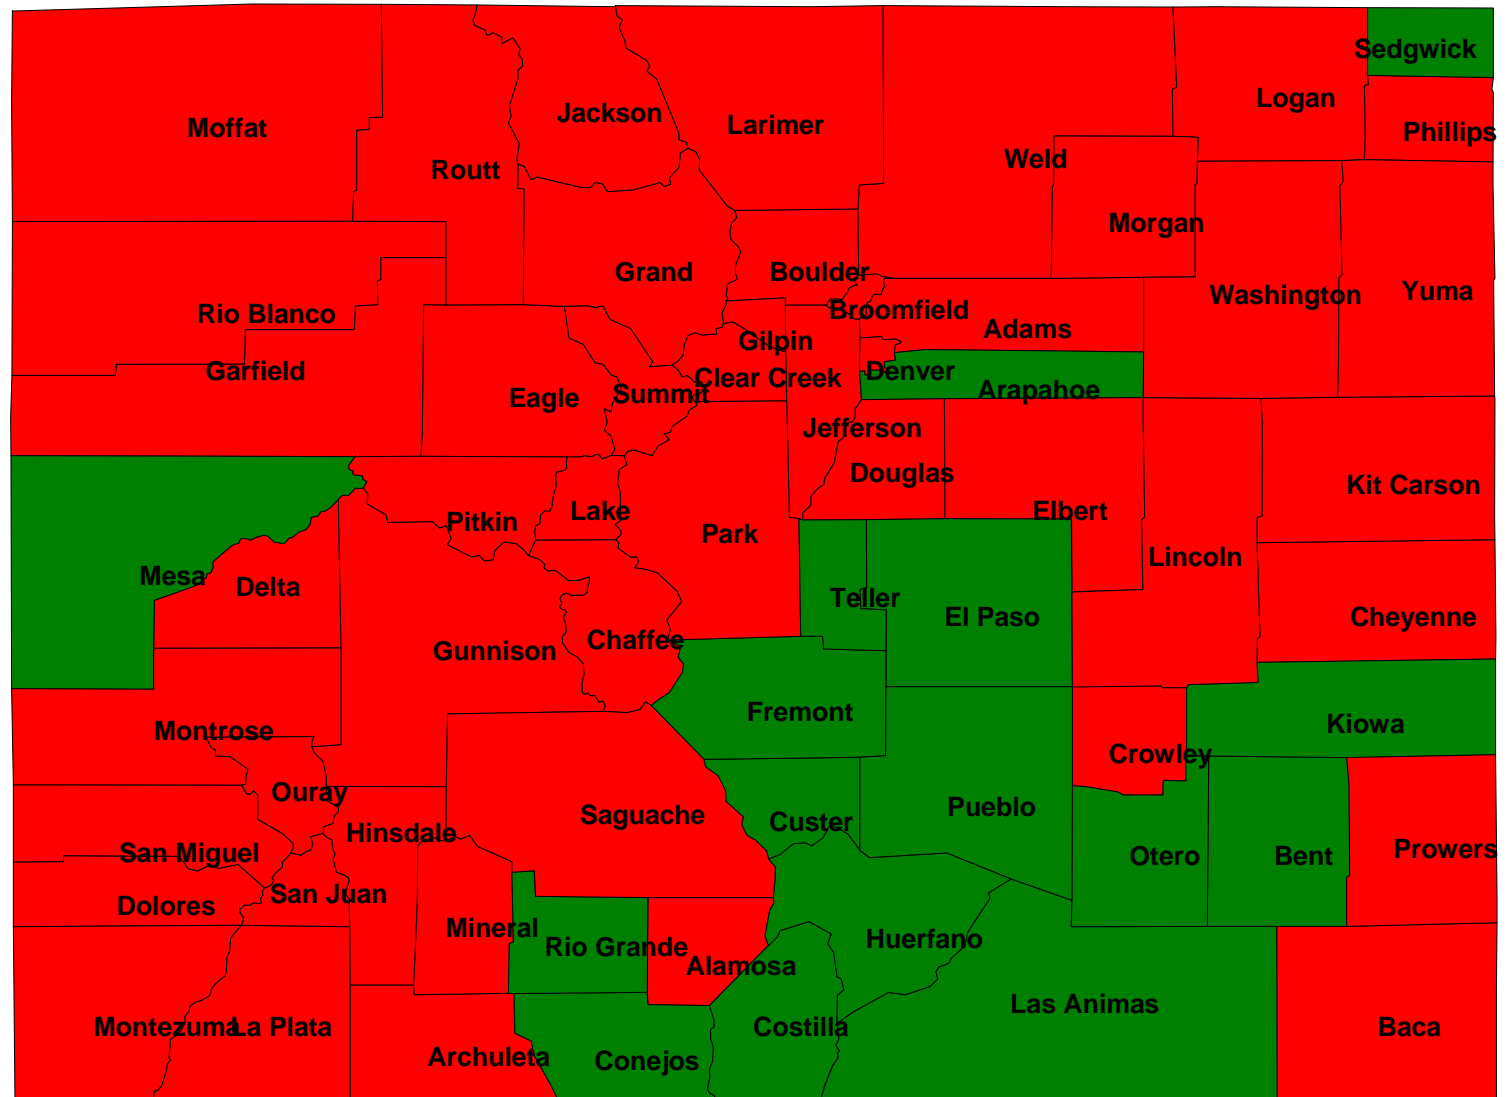 Sedgwick
Logan
Jackson
Larimer
Moffat
Phillips
Weld
Routt
Morgan
Grand
Boulder
Yuma
Washington
Broomfield
Rio Blanco
Adams
Gilpin
Garfield
Denver
Clear Creek
Arapahoe
Summit
Eagle
Jefferson
Douglas
Kit Carson
Lake
Elbert
Pitkin
Park
Lincoln
Mesa
Delta
Teller
El Paso
Cheyenne
Chaffee
Gunnison
Fremont
Kiowa
Montrose
Crowley
Ouray
Pueblo
Saguache
Custer
Hinsdale
Prowers
San Miguel
Otero
Bent
San Juan
Dolores
Mineral
Huerfano
Rio Grande
Alamosa
Las Animas
Montezuma
La Plata
Costilla
Baca
Archuleta
Conejos